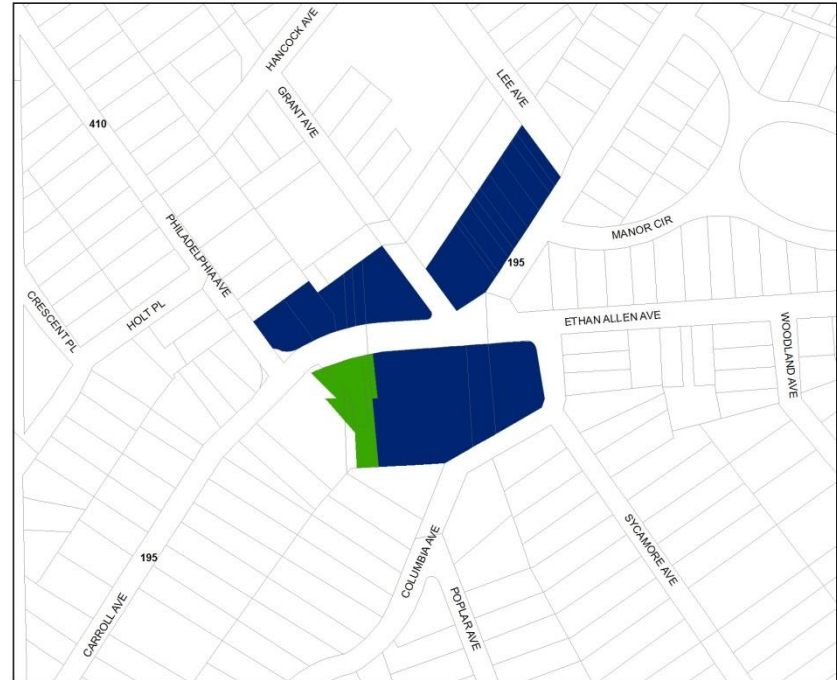 HANCOCK AVE
LEE AVE
GRANT AVE
410
PHILADELPHIA AVE
MANOR CIR
195
CRESCENT PL
HOLT PL
ETHAN ALLEN AVE
WOODLAND AVE
SYCAMORE AVE
COLUMBIA AVE
195
POPLAR AVE
CARROLL AVE